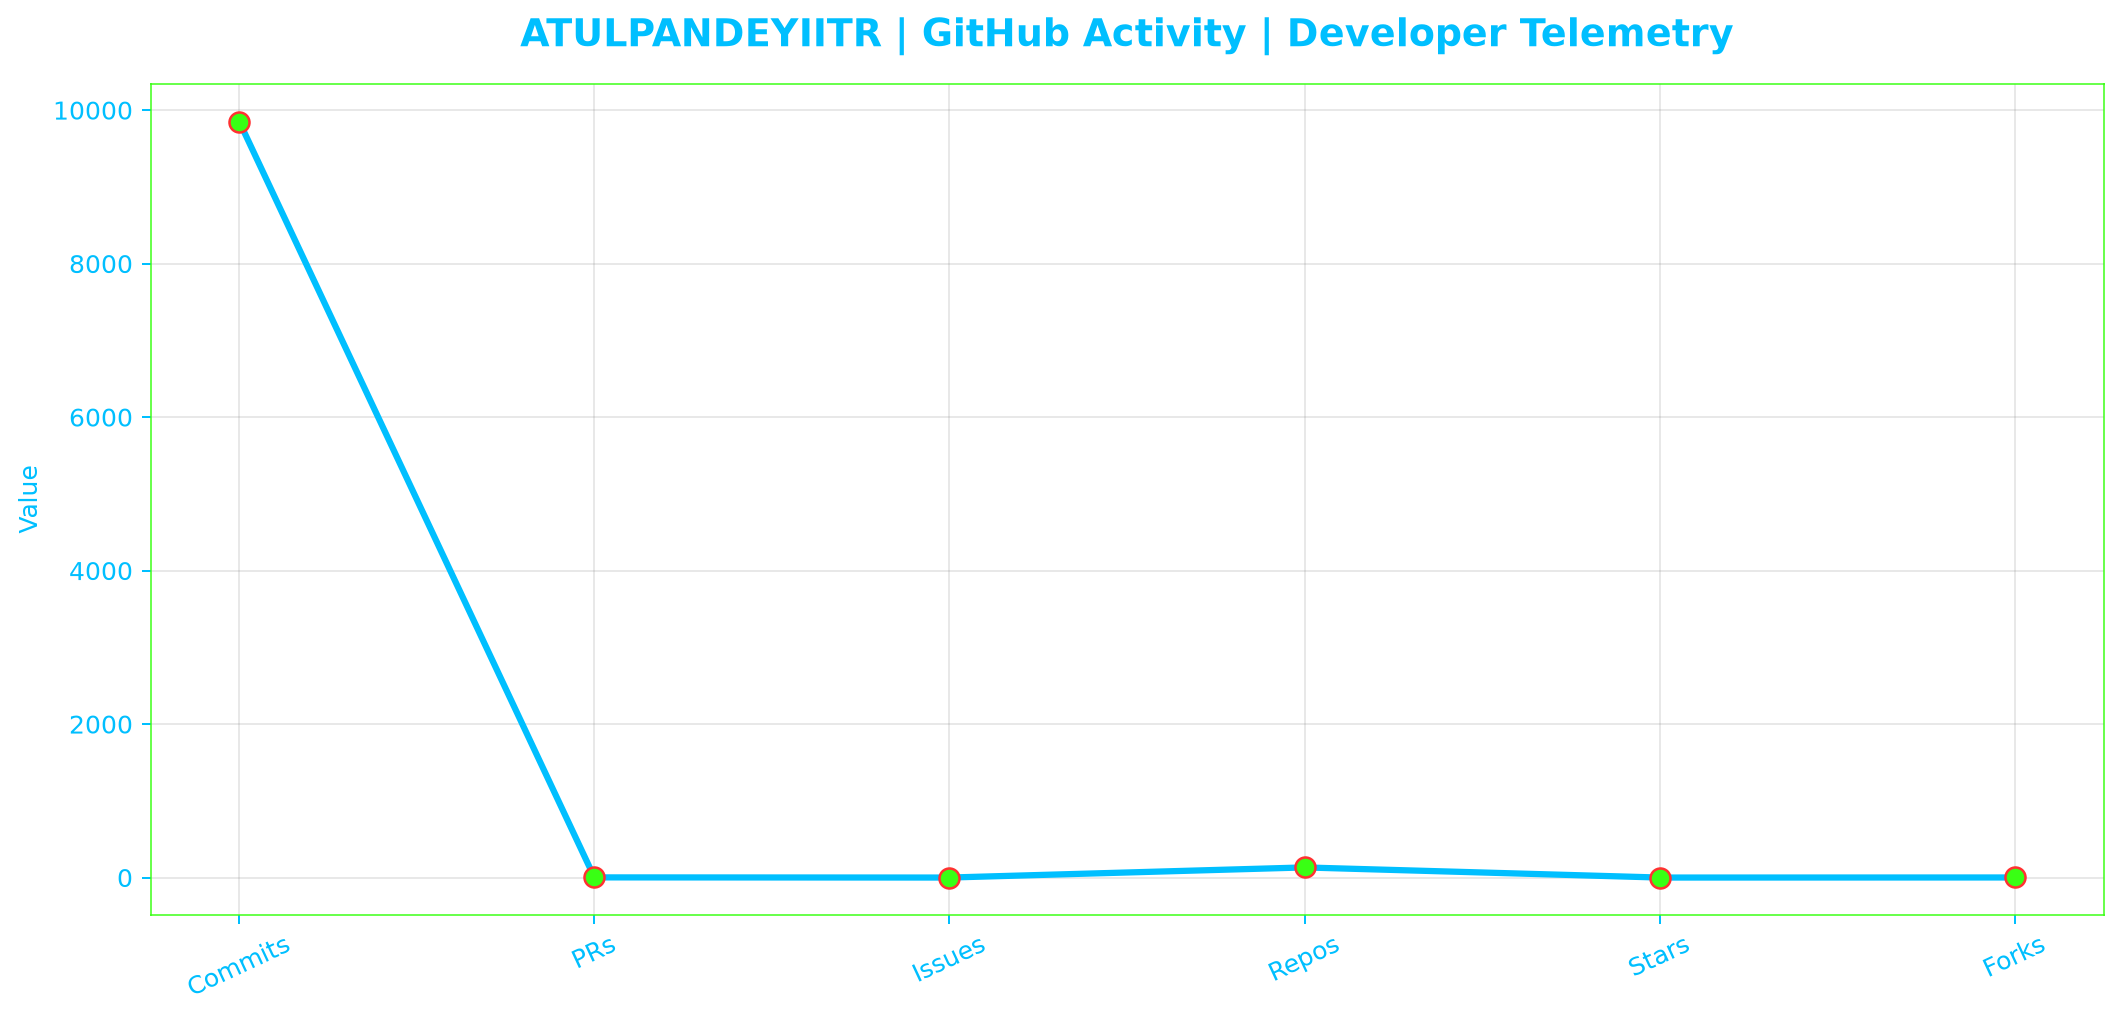 ATULPANDEYIITR | GitHub Activity | Developer Telemetry
10000
8000
6000
4000
2000
0
Value
Commits
PRs
Issues
Repos
Stars
Forks